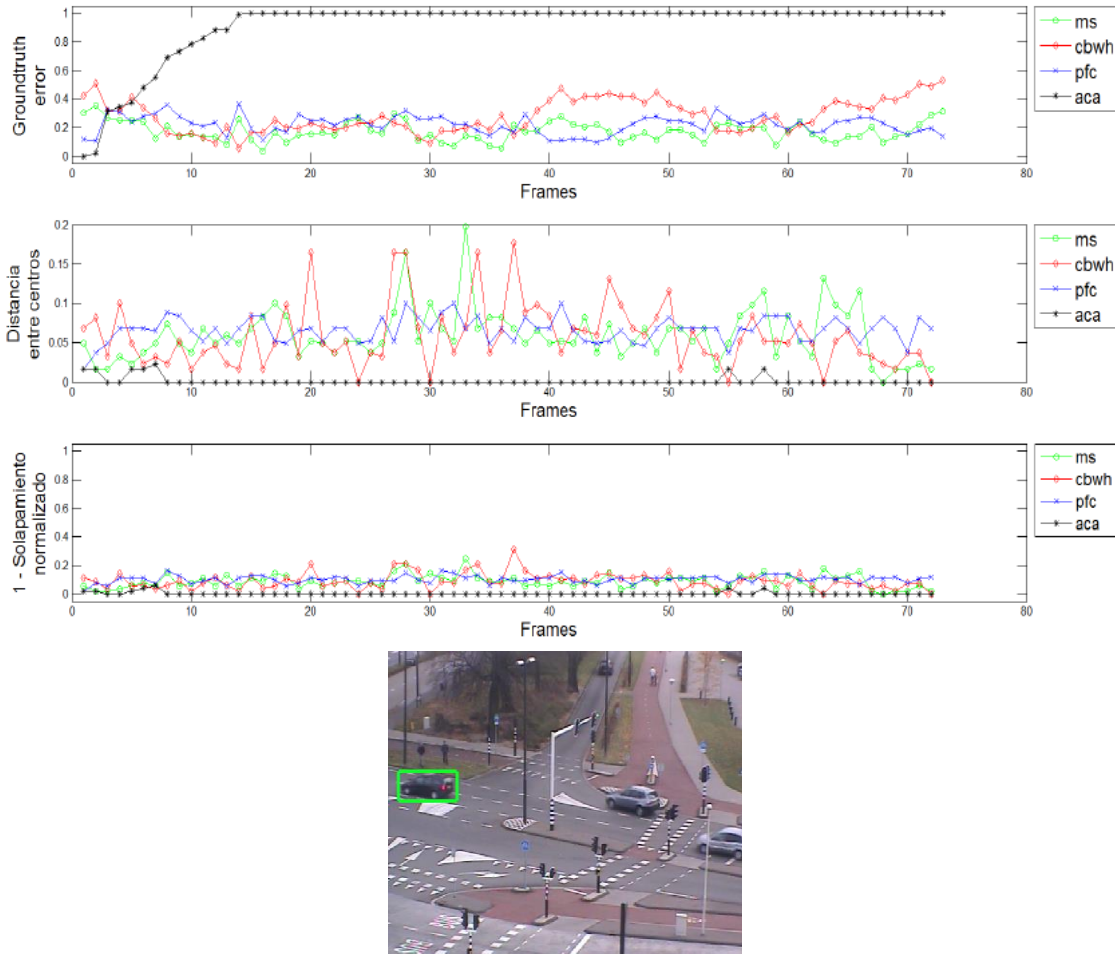 Groundtruth
error
1
0.8
0.6
0.4
0.2
0
0 10 20 30 40 50 60 70 80
Frames
ms
cbwh
pfc
aca
Distancia
entre centros
0.2
0.15
0.1
0.05
0
0 10 20 30 40 50 60 70 80
Frames
ms
cbwh
pfc
aca
1 - Solapamiento
normalizado
1
0.8
0.6
0.4
0.2
0
0 10 20 30 40 50 60 70 80
Frames
ms
cbwh
pfc
aca